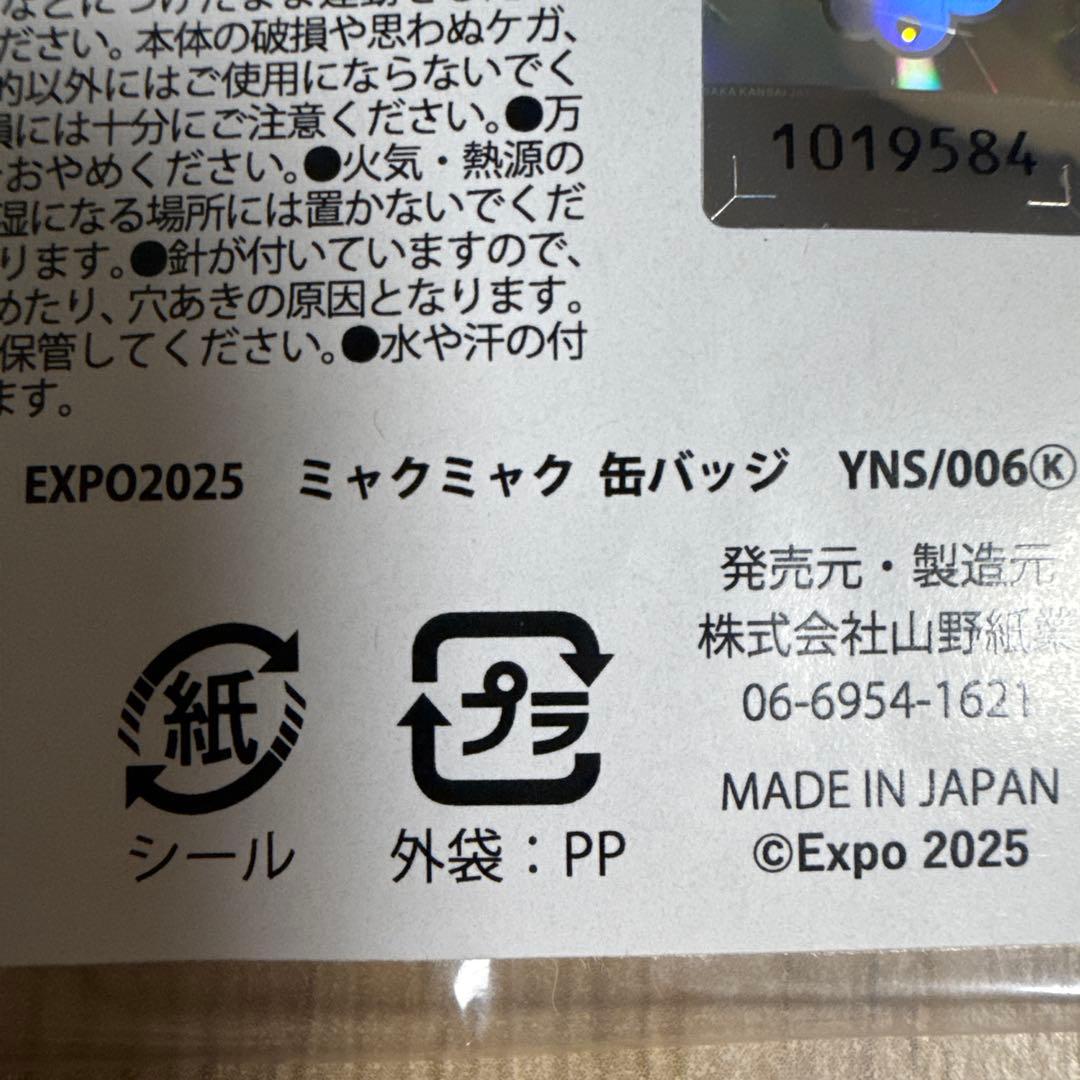 などにつけたまま運動を
ださい。本体の破損や思わぬケガ、
的以外にはご使用にならないでく
損には十分にご注意ください。●万
おやめください。●火気・熱源の
湿になる場所には置かないでくだ
ります。●針が付いていますので、
めたり、穴あきの原因となります。
保管してください。●水や汗の付
ます。
SAKA KANSAI JA
1019584
EXPO2025 ミャクミャク 缶バッジ YNS/006Ⓚ
発売元・製造元
株式会社山野紙業
06-6954-1621
MADE IN JAPAN
©Expo 2025
紙
シール
プラ
外袋：PP